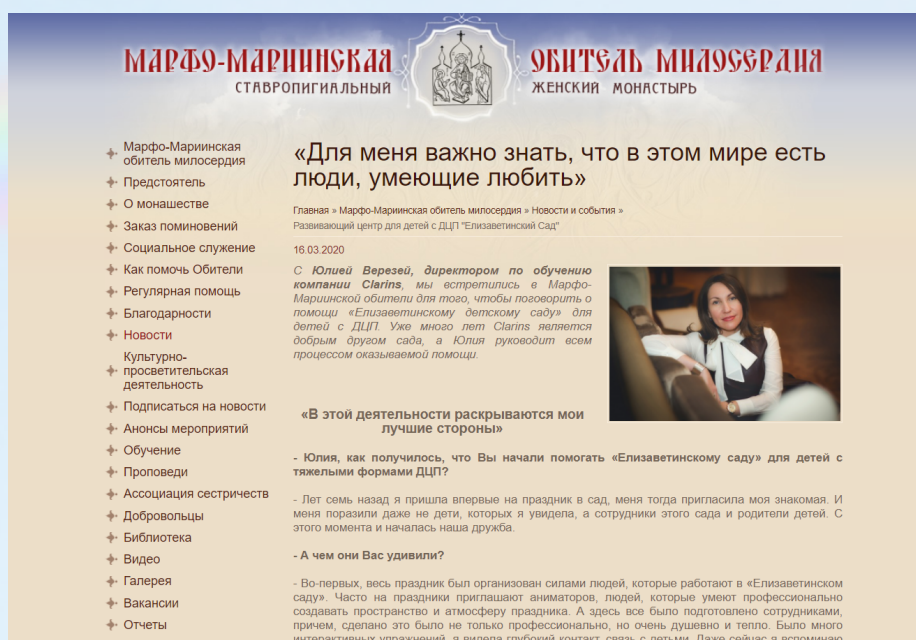 МАРФО-МАРИИНСКАЯ ОБИТЕЛЬ МИЛОСЕРДИЯ
СТАВРОПИГИАЛЬНЫЙ ЖЕНСКИЙ МОНАСТЫРЬ
Марфо-Мариинская
обитель милосердия
Предстоятель
О монашестве
Заказ поминовений
Социальное служение
Как помочь Обители
Регулярная помощь
Благодарности
Новости
Культурно-
просветительская
деятельность
Подписаться на новости
Анонсы мероприятий
Обучение
Проповеди
Ассоциация сестричеств
Добровольцы
Библиотека
Видео
Галерея
Вакансии
Отчеты
«Для меня важно знать, что в этом мире есть
люди, умеющие любить»
Главная » Марфо-Мариинская обитель милосердия » Новости и события »
Развивающий центр для детей с ДЦП "Елизаветинский Сад"
16.03.2020
С Юлией Верезей, директором по обучению
компании Clarins, мы встретились в Марфо-
Мариинской обители для того, чтобы поговорить о
помощи «Елизаветинскому детскому саду» для
детей с ДЦП. Уже много лет Clarins является
добрым другом сада, а Юлия руководит всем
процессом оказываемой помощи.
«В этой деятельности раскрываются мои
лучшие стороны»
- Юлия, как получилось, что Вы начали помогать «Елизаветинскому саду» для детей с
тяжелыми формами ДЦП?
- Лет семь назад я пришла впервые на праздник в сад, меня тогда пригласила моя знакомая. И
меня поразили даже не дети, которых я увидела, а сотрудники этого сада и родители детей. С
этого момента и началась наша дружба.
- А чем они Вас удивили?
- Во-первых, весь праздник был организован силами людей, которые работают в «Елизаветинском
саду». Часто на праздники приглашают аниматоров, людей, которые умеют профессионально
создавать пространство и атмосферу праздника. А здесь все было подготовлено сотрудниками,
причем, сделано это было не только профессионально, но очень душевно и тепло. Было много
интерактивных упражнений, я видела глубокий контакт, связь с детьми. Даже сейчас я вспоминаю